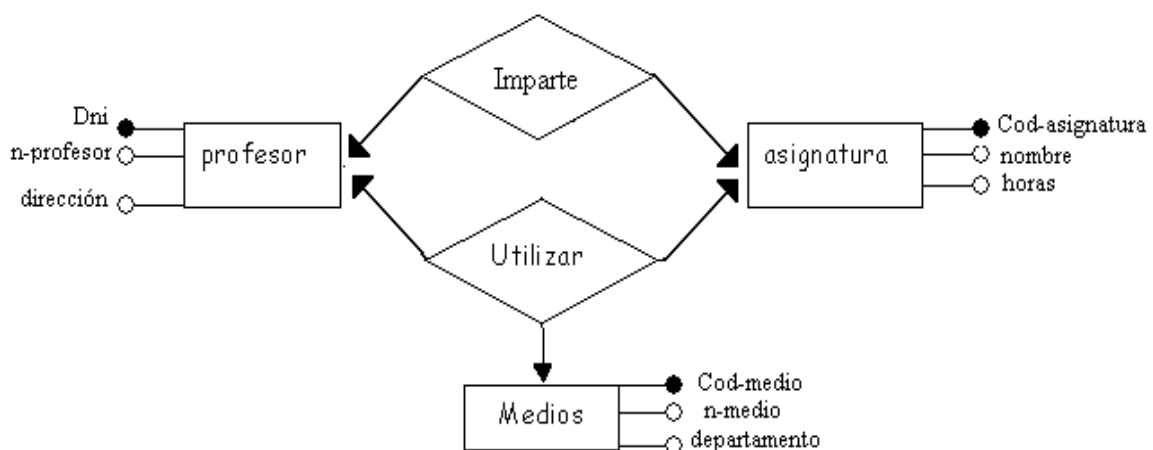 Imparte
Dni
n-profesor
dirección
profesor
asignatura
Cod-asignatura
nombre
horas
Utilizar
Medios
Cod-medio
n-medio
departamento